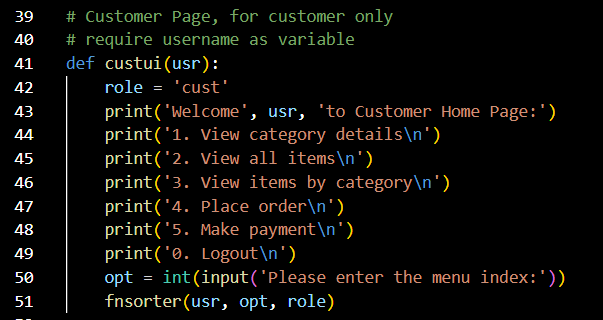 39 # Customer Page, for customer only
40 # require username as variable
41 def custui(usr):
42 role = 'cust'
43 print('Welcome', usr, 'to Customer Home Page:')
44 print('1. View category details\n')
45 print('2. View all items\n')
46 print('3. View items by category\n')
47 print('4. Place order\n')
48 print('5. Make payment\n')
49 print('0. Logout\n')
50 opt = int(input('Please enter the menu index:'))
51 fnsorter(usr, opt, role)